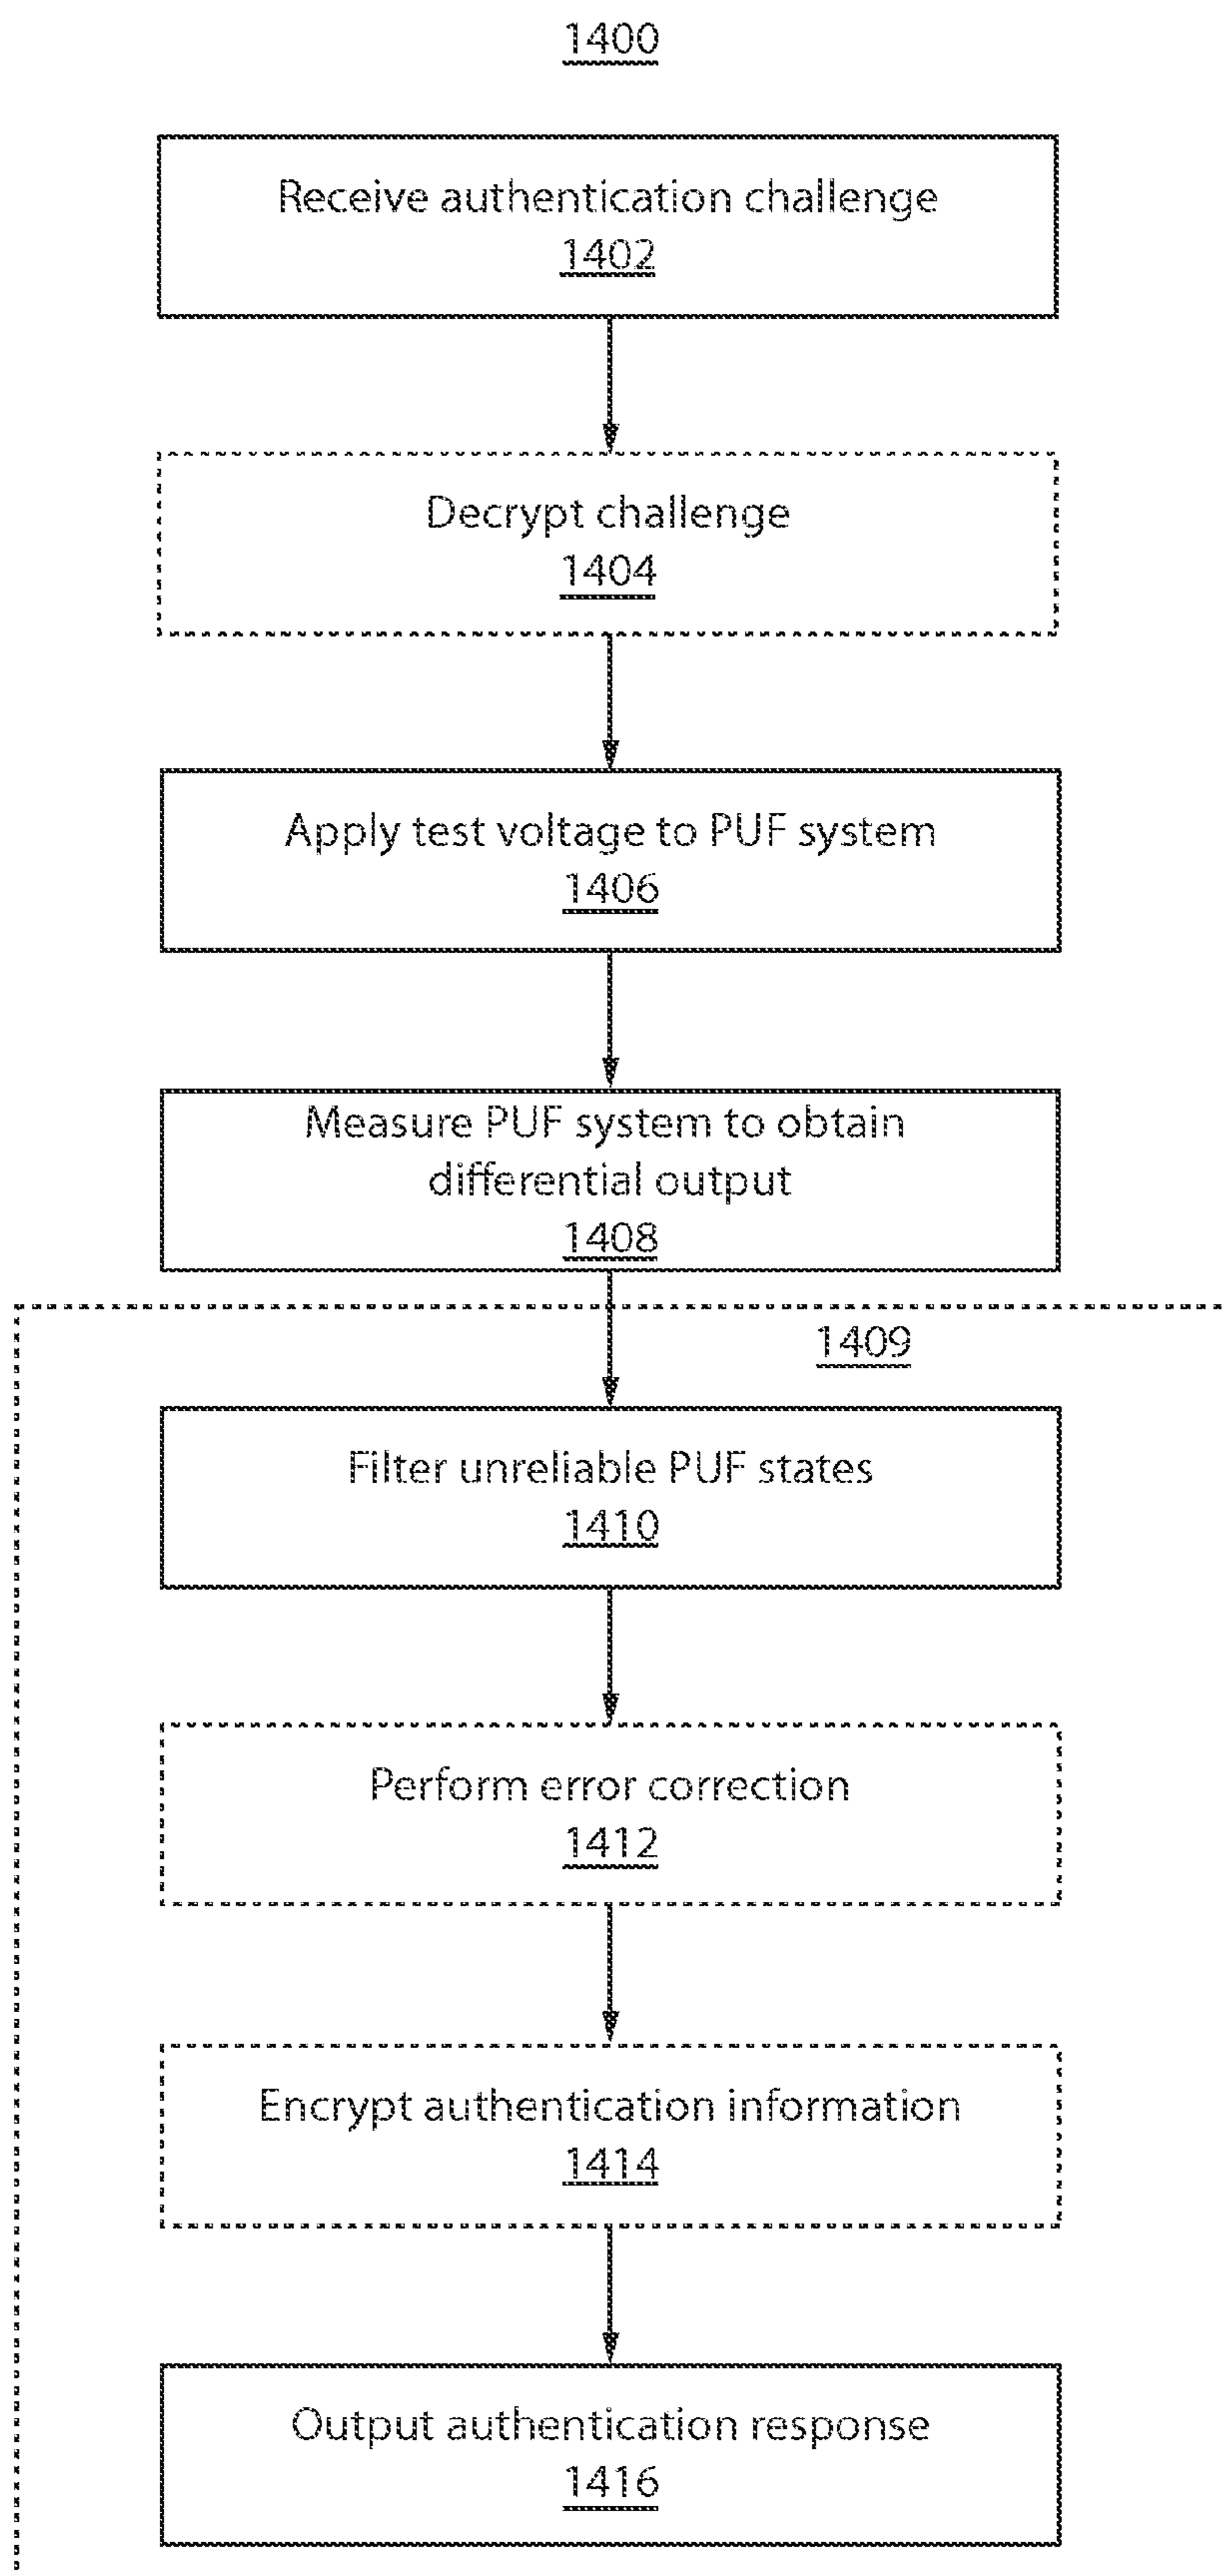 1400
Receive authentication challenge
1402
Decrypt challenge
1404
Apply test voltage to PUF system
1406
Measure PUF system to obtain
differential output
1408
1409
Filter unreliable PUF states
1410
Perform error correction
1412
Encrypt authentication information
1414
Output authentication response
1416